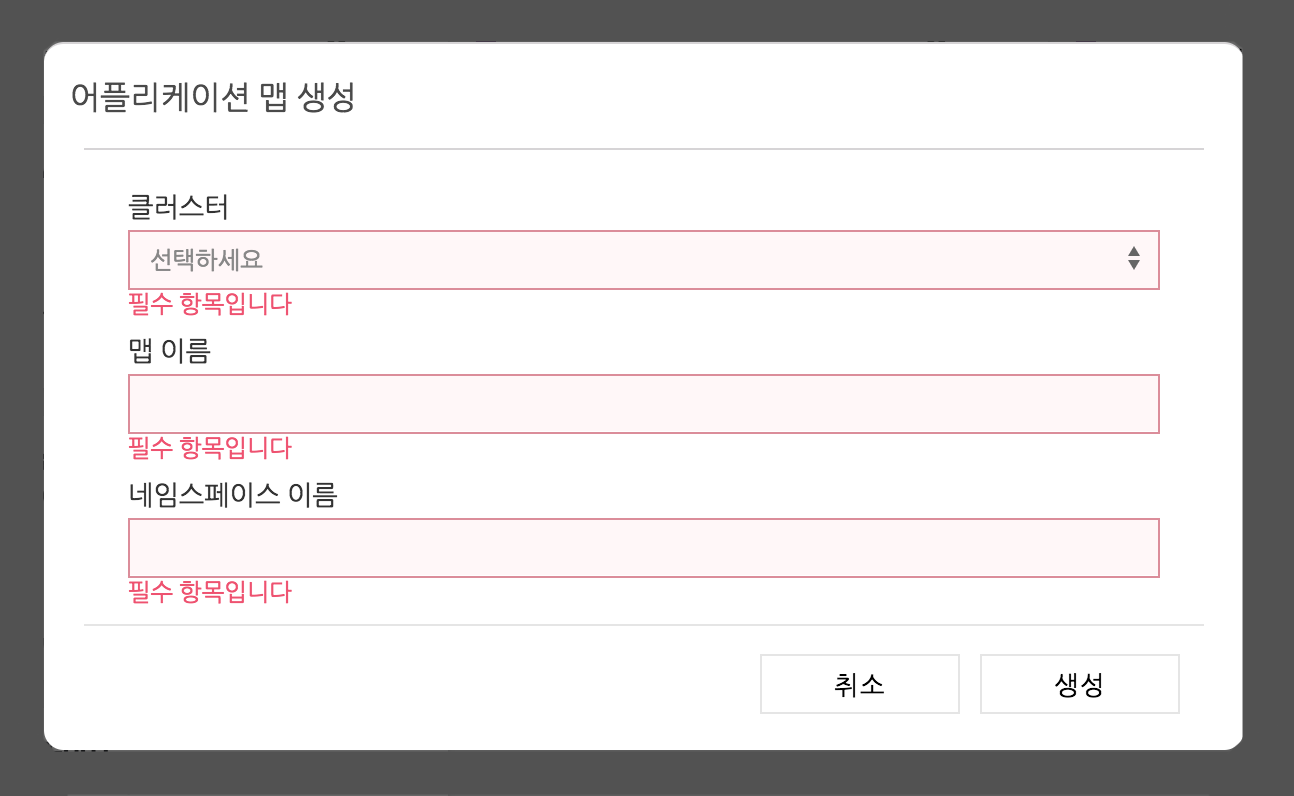 어플리케이션 맵 생성
클러스터
선택하세요
필수 항목입니다
맵 이름
필수 항목입니다
네임스페이스 이름
필수 항목입니다
취소 생성